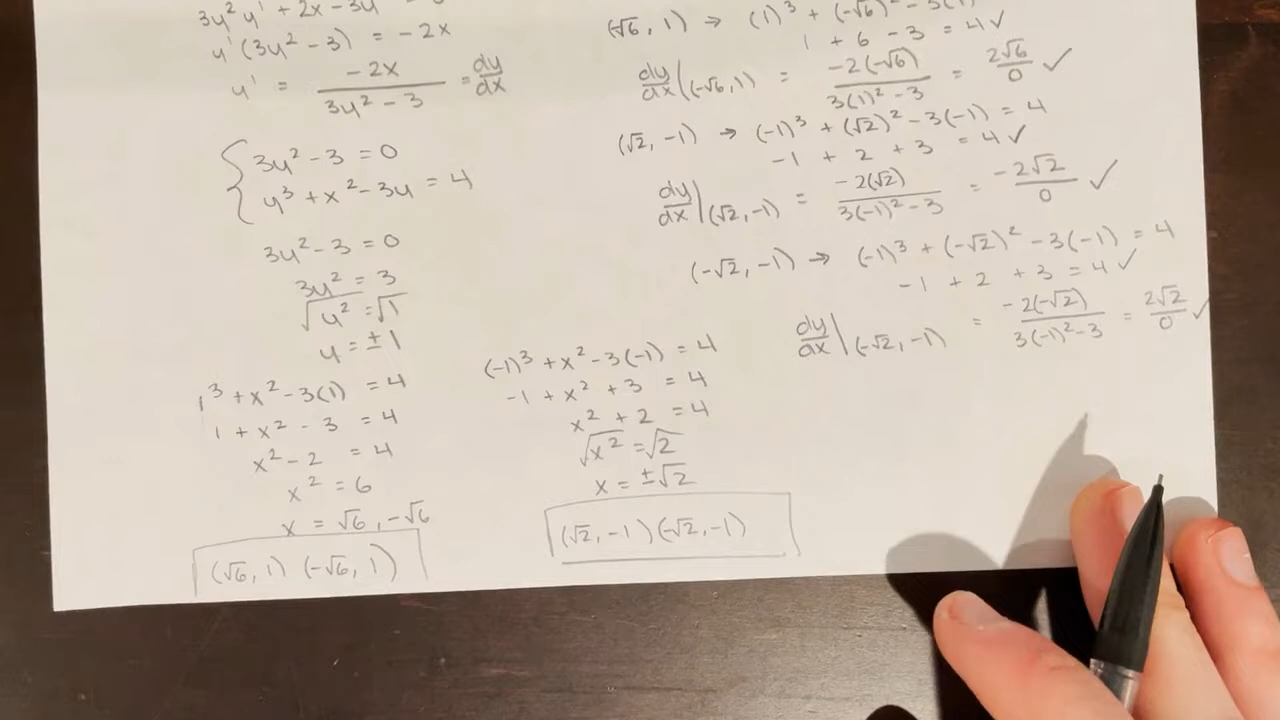 3y² y' + 2x - 3y'
y' (3y² - 3) = -2x
y' = -2x / (3y² - 3) = dy/dx
{ 3y² - 3 = 0
y³ + x² - 3y = 4
3y² - 3 = 0
3y² = 3
√y² = √1
y = ±1
1³ + x² - 3(1) = 4
1 + x² - 3 = 4
x² - 2 = 4
x² = 6
x = √6, -√6
(√6, 1) (-√6, 1)
(-1)³ + x² - 3(-1) = 4
-1 + x² + 3 = 4
x² + 2 = 4
√x² = √2
x = ±√2
(√2, -1) (-√2, -1)
(-√6, 1) → (1)³ + (-√6)² - 3(1)
1 + 6 - 3 = 4 ✓
dy/dx | (-√6, 1) = -2(-√6) / (3(1)² - 3) = 2√6 / 0 ✓
(√2, -1) → (-1)³ + (√2)² - 3(-1) = 4
-1 + 2 + 3 = 4 ✓
dy/dx | (√2, -1) = -2(√2) / (3(-1)² - 3) = -2√2 / 0 ✓
(-√2, -1) → (-1)³ + (-√2)² - 3(-1) = 4
-1 + 2 + 3 = 4 ✓
dy/dx | (-√2, -1) = -2(-√2) / (3(-1)² - 3) = 2√2 / 0 ✓